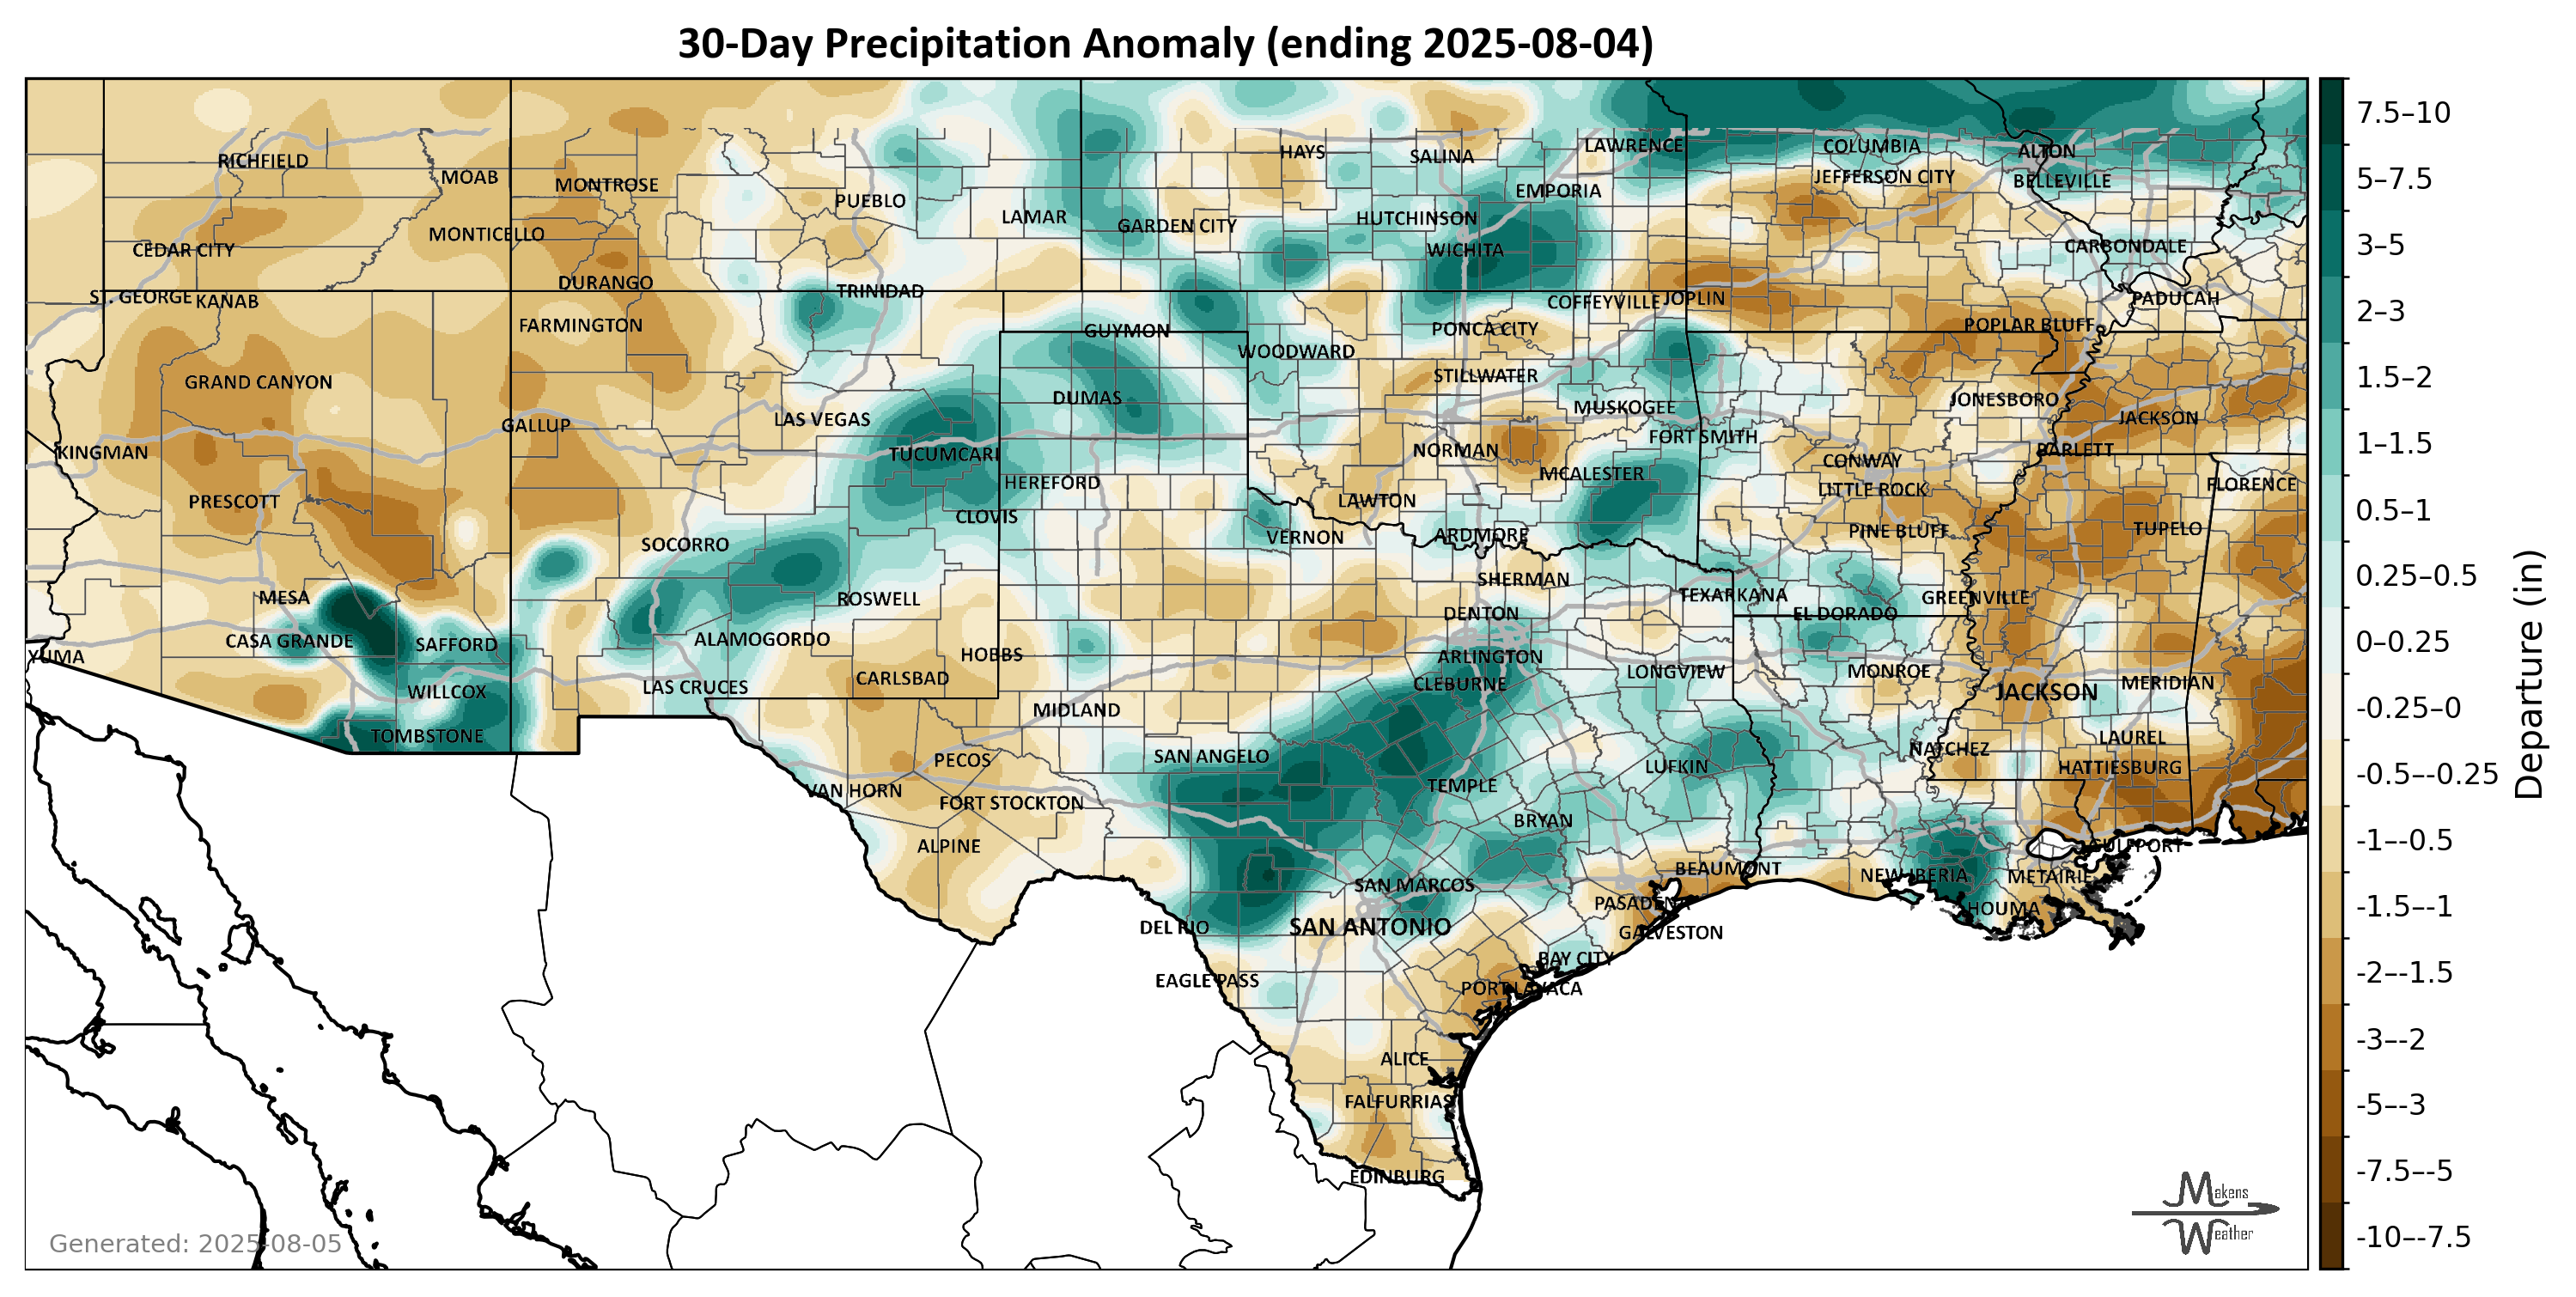 30-Day Precipitation Anomaly (ending 2025-08-04)
RICHFIELD
MOAB
MONTROSE
PUEBLO
LAMAR
HAYS
SALINA
LAWRENCE
COLUMBIA
ALTON
EMPORIA
JEFFERSON CITY
BELLEVILLE
CEDAR CITY
MONTICELLO
GARDEN CITY
HUTCHINSON
WICHITA
CARBONDALE
ST. GEORGE
KANAB
DURANGO
TRINIDAD
COFFEYVILLE
JOPLIN
PADUCAH
FARMINGTON
GUYMON
PONCA CITY
POPLAR BLUFF
WOODWARD
GRAND CANYON
DUMAS
STILLWATER
MUSKOGEE
JONESBORO
JACKSON
GALLUP
LAS VEGAS
FORT SMITH
KINGMAN
TUCUMCARI
NORMAN
BARLETT
PRESCOTT
HEREFORD
MCALESTER
CONWAY
LITTLE ROCK
FLORENCE
LAWTON
CLOVIS
SOCORRO
VERNON
ARDMORE
PINE BLUFF
TUPELO
MESA
ROSWELL
SHERMAN
TEXARKANA
GREENVILLE
CASA GRANDE
SAFFORD
ALAMOGORDO
DENTON
EL DORADO
YUMA
HOBBS
ARLINGTON
LONGVIEW
MONROE
WILLCOX
LAS CRUCES
CARLSBAD
CLEBURNE
JACKSON
MERIDIAN
TOMBSTONE
MIDLAND
PECOS
SAN ANGELO
LUFKIN
NATCHEZ
LAUREL
VAN HORN
FORT STOCKTON
TEMPLE
HATTIESBURG
ALPINE
BRYAN
GULFPORT
SAN MARCOS
BEAUMONT
NEW IBERIA
METAIRIE
DEL RIO
SAN ANTONIO
PASADENA
HOUMA
GALVESTON
EAGLE PASS
BAY CITY
PORT LAVACA
ALICE
FALFURRIAS
EDINBURG
Generated: 2025-08-05
Makens
Weather
7.5–10
5–7.5
3–5
2–3
1.5–2
1–1.5
0.5–1
0.25–0.5
0–0.25
-0.25–0
-0.5–-0.25
-1–-0.5
-1.5–-1
-2–-1.5
-3–-2
-5–-3
-7.5–-5
-10–-7.5
Departure (in)